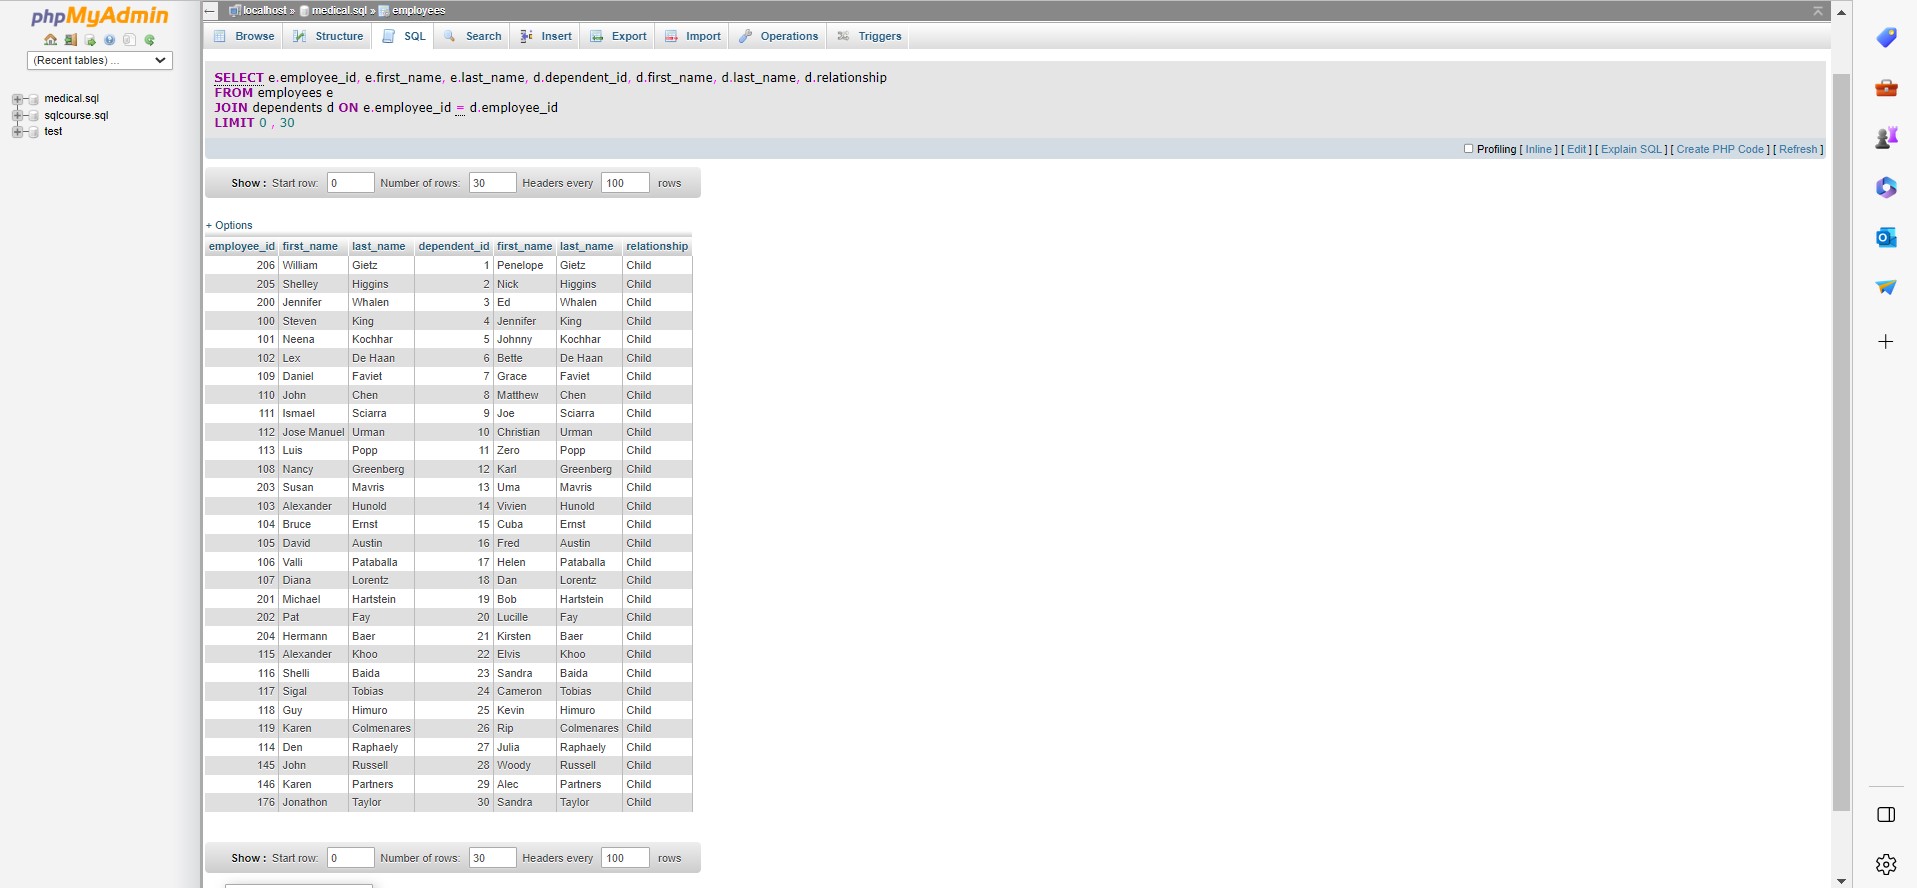 phpMyAdmin
(Recent tables) ...
medical.sql
sqlcourse.sql
test
← localhost » medical.sql » employees
Browse Structure SQL Search Insert Export Import Operations Triggers
SELECT e.employee_id, e.first_name, e.last_name, d.dependent_id, d.first_name, d.last_name, d.relationship
FROM employees e
JOIN dependents d ON e.employee_id = d.employee_id
LIMIT 0 , 30
Profiling [ Inline ] [ Edit ] [ Explain SQL ] [ Create PHP Code ] [ Refresh ]
Show : Start row: 0 Number of rows: 30 Headers every 100 rows
+ Options
employee_id first_name last_name dependent_id first_name last_name relationship
206 William Gietz 1 Penelope Gietz Child
205 Shelley Higgins 2 Nick Higgins Child
200 Jennifer Whalen 3 Ed Whalen Child
100 Steven King 4 Jennifer King Child
101 Neena Kochhar 5 Johnny Kochhar Child
102 Lex De Haan 6 Bette De Haan Child
109 Daniel Faviet 7 Grace Faviet Child
110 John Chen 8 Matthew Chen Child
111 Ismael Sciarra 9 Joe Sciarra Child
112 Jose Manuel Urman 10 Christian Urman Child
113 Luis Popp 11 Zero Popp Child
108 Nancy Greenberg 12 Karl Greenberg Child
203 Susan Mavris 13 Uma Mavris Child
103 Alexander Hunold 14 Vivien Hunold Child
104 Bruce Ernst 15 Cuba Ernst Child
105 David Austin 16 Fred Austin Child
106 Valli Pataballa 17 Helen Pataballa Child
107 Diana Lorentz 18 Dan Lorentz Child
201 Michael Hartstein 19 Bob Hartstein Child
202 Pat Fay 20 Lucille Fay Child
204 Hermann Baer 21 Kirsten Baer Child
115 Alexander Khoo 22 Elvis Khoo Child
116 Shelli Baida 23 Sandra Baida Child
117 Sigal Tobias 24 Cameron Tobias Child
118 Guy Himuro 25 Kevin Himuro Child
119 Karen Colmenares 26 Rip Colmenares Child
114 Den Raphaely 27 Julia Raphaely Child
145 John Russell 28 Woody Russell Child
146 Karen Partners 29 Alec Partners Child
176 Jonathon Taylor 30 Sandra Taylor Child
Show : Start row: 0 Number of rows: 30 Headers every 100 rows